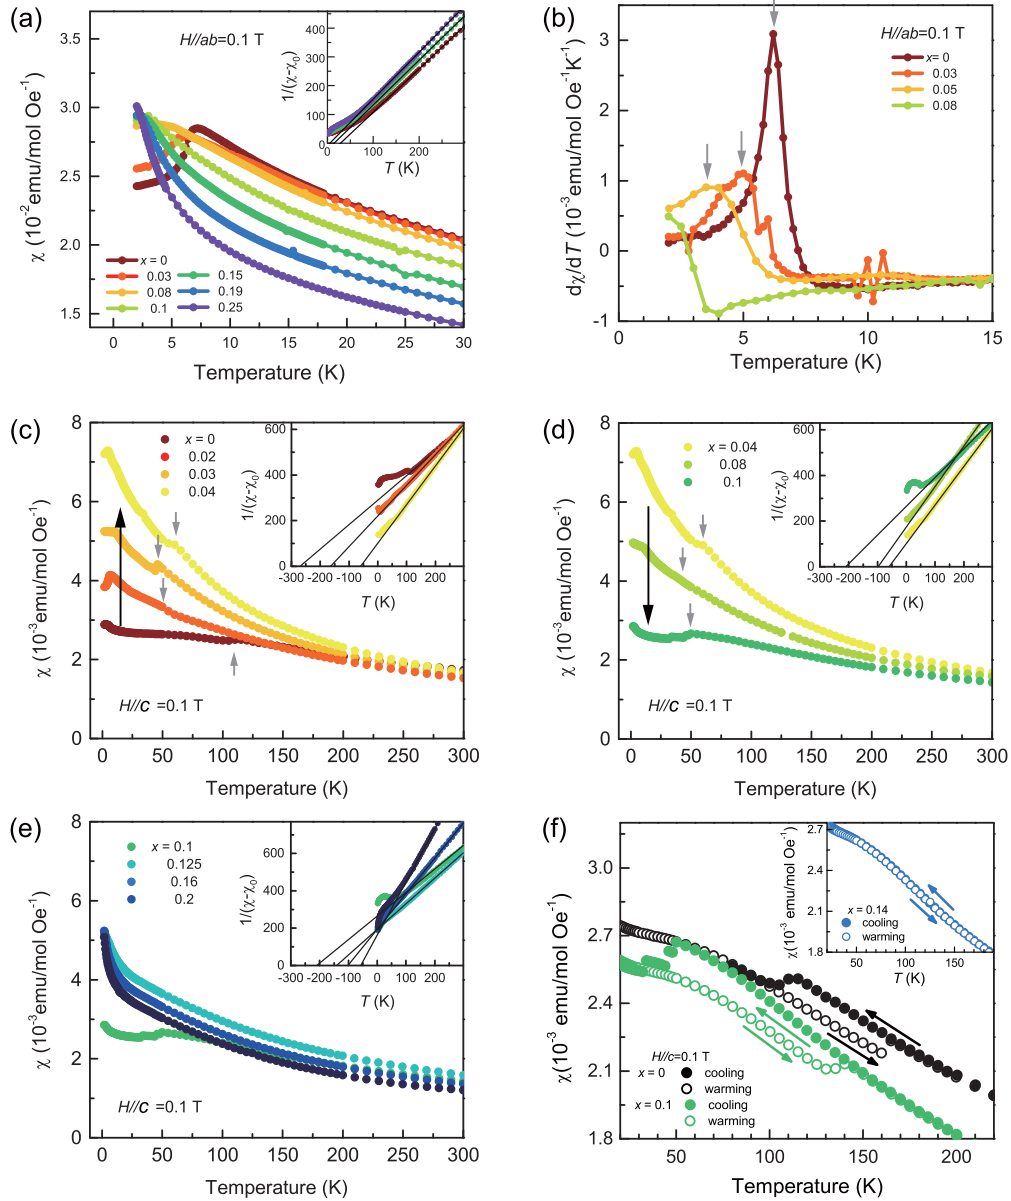 (a)
H//ab=0.1 T
χ (10⁻² emu/mol Oe⁻¹)
3.5
3.0
2.5
2.0
1.5
0 5 10 15 20 25 30
Temperature (K)
x= 0
0.03
0.08
0.1
0.15
0.19
0.25
1/(χ-χ₀)
400
300
200
100
0
0 100 200
T (K)
(b)
H//ab=0.1 T
x= 0
0.03
0.05
0.08
dχ/dT (10⁻³emu/mol Oe⁻¹K⁻¹)
3
2
1
0
-1
0 5 10 15
Temperature (K)
(c)
x= 0
0.02
0.03
0.04
χ (10⁻³emu/mol Oe⁻¹)
8
6
4
2
0
0 50 100 150 200 250 300
Temperature (K)
H//c =0.1 T
1/(χ-χ₀)
600
400
200
0
-300 -200 -100 0 100 200
T (K)
(d)
x= 0.04
0.08
0.1
χ (10⁻³emu/mol Oe⁻¹)
8
6
4
2
0
0 50 100 150 200 250 300
Temperature (K)
H//c =0.1 T
1/(χ-χ₀)
600
400
200
0
-300 -200 -100 0 100 200
T (K)
(e)
x= 0.1
0.125
0.16
0.2
χ (10⁻³emu/mol Oe⁻¹)
8
6
4
2
0
0 50 100 150 200 250 300
Temperature (K)
H//c =0.1 T
1/(χ-χ₀)
600
400
200
0
-300 -200 -100 0 100 200
T (K)
(f)
χ(10⁻³ emu/mol Oe⁻¹)
3.0
2.7
2.4
2.1
1.8
50 100 150 200
Temperature (K)
H//c=0.1 T
x= 0 cooling
warming
x= 0.1 cooling
warming
χ(10⁻³ emu/mol Oe⁻¹)
2.7
2.4
2.1
1.8
50 100 150
T (K)
x = 0.14
cooling
warming